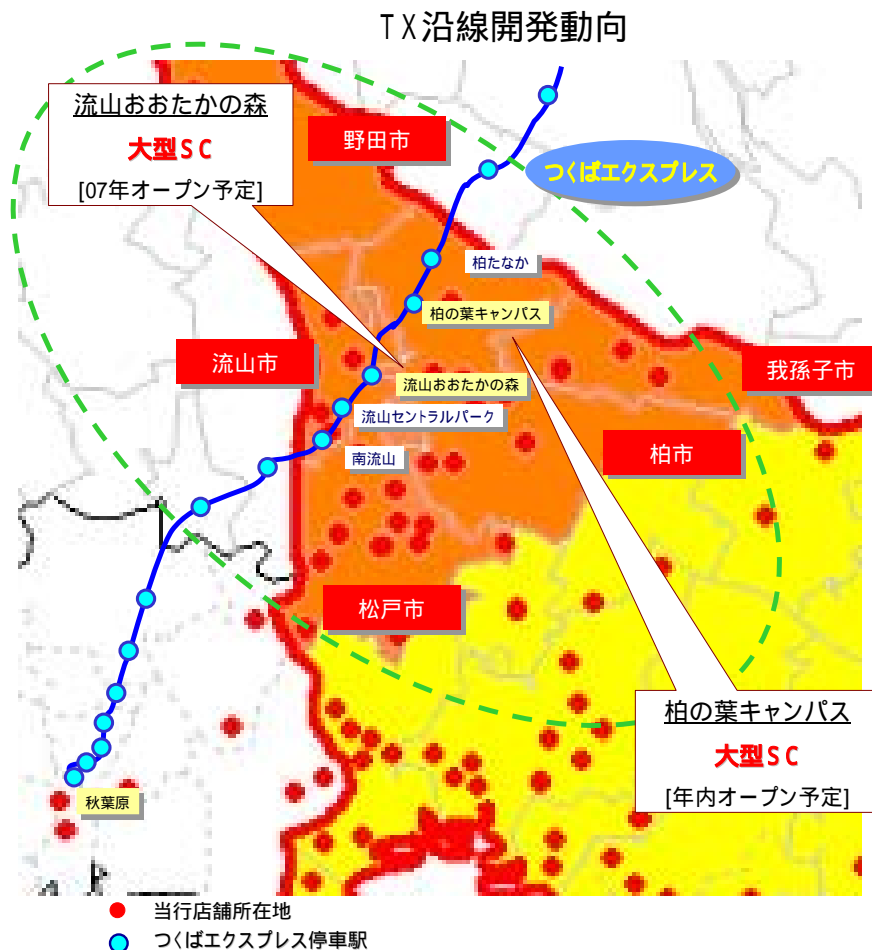 TX沿線開発動向
流山おおたかの森
大型SC
[07年オープン予定]
野田市
つくばエクスプレス
柏たなか
柏の葉キャンパス
流山市
流山おおたかの森
我孫子市
流山セントラルパーク
柏市
南流山
松戸市
柏の葉キャンパス
大型SC
[年内オープン予定]
秋葉原
当行店舗所在地
つくばエクスプレス停車駅